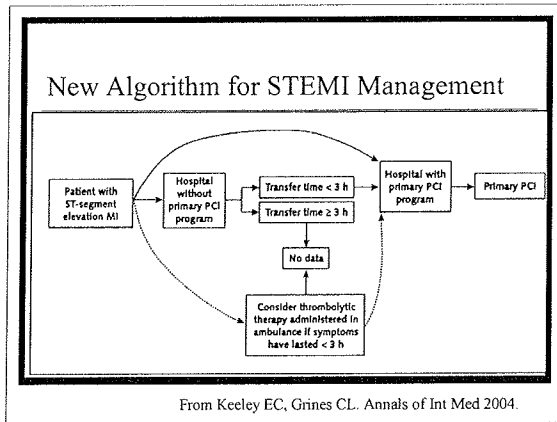 New Algorithm for STEMI Management
Patient with
ST-segment
elevation MI
Hospital
without
primary PCI
program
Transfer time < 3 h
Transfer time ≥ 3 h
No data
Consider thrombolytic
therapy administered in
ambulance if symptoms
have lasted < 3 h
Hospital with
primary PCI
program
Primary PCI
From Keeley EC, Grines CL. Annals of Int Med 2004.